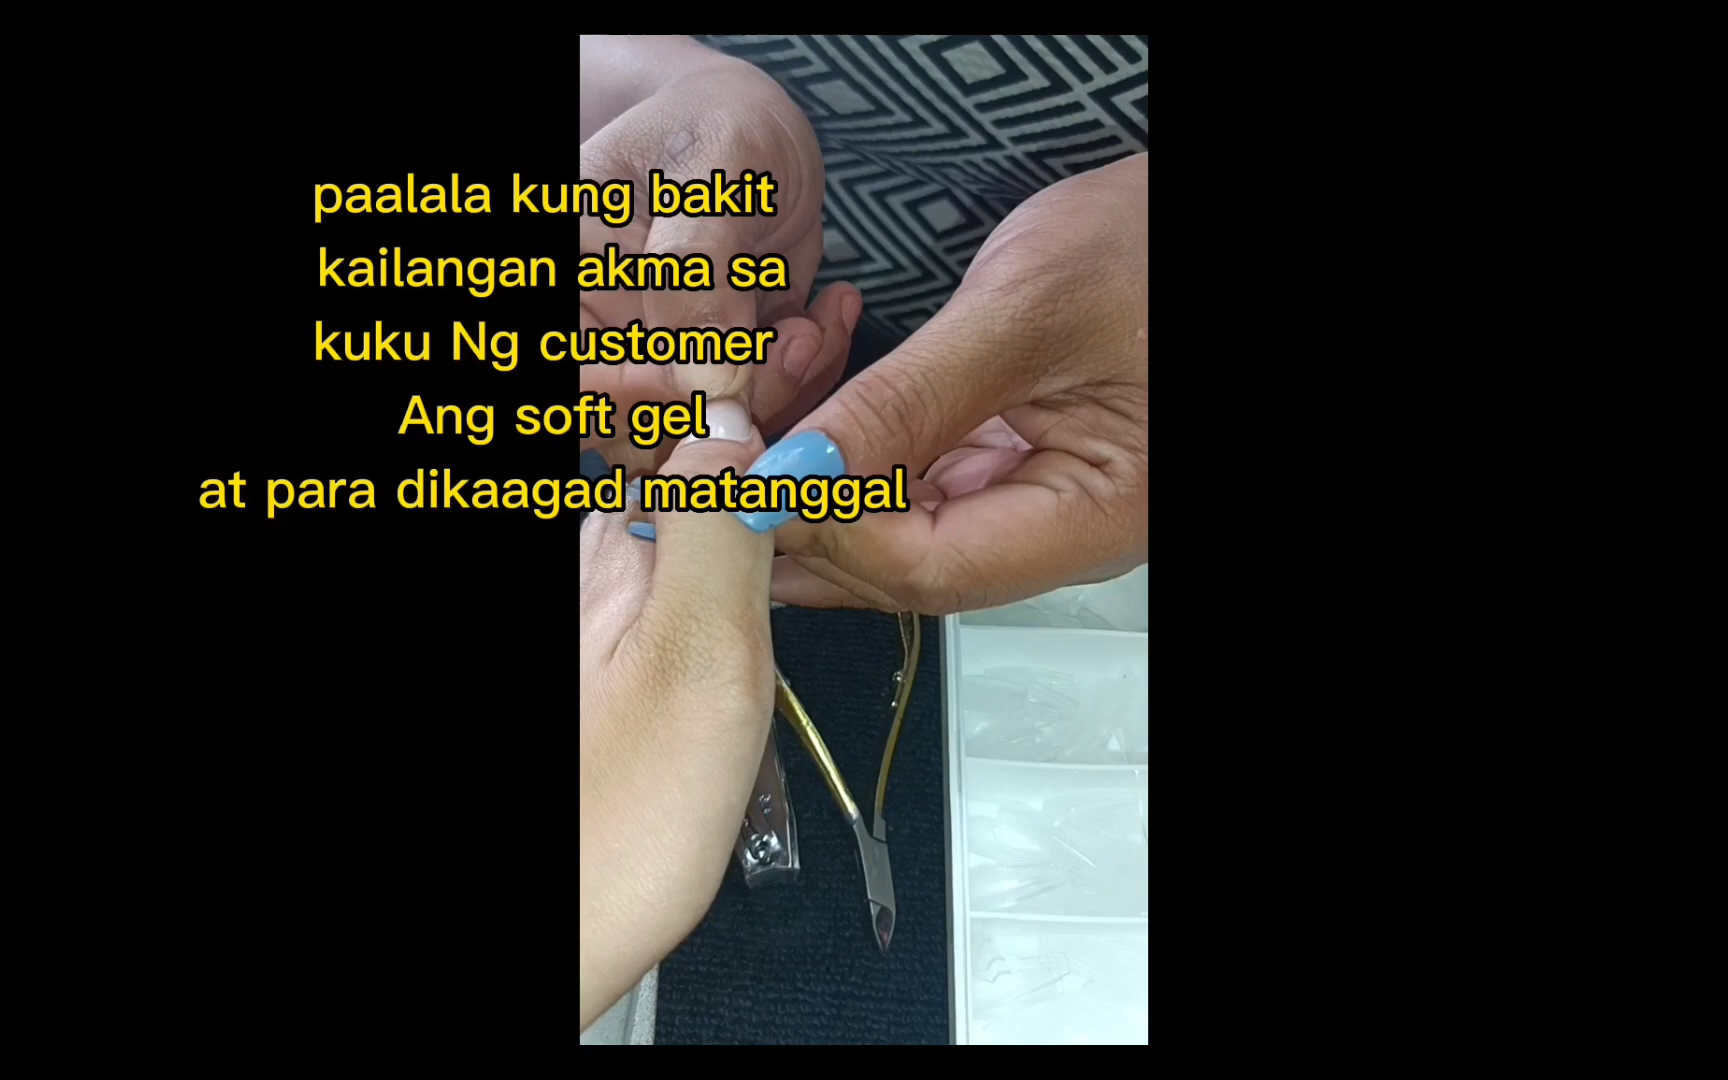 paalala kung bakit
kailangan akma sa
kuku Ng customer
Ang soft gel
at para dikaagad matanggal